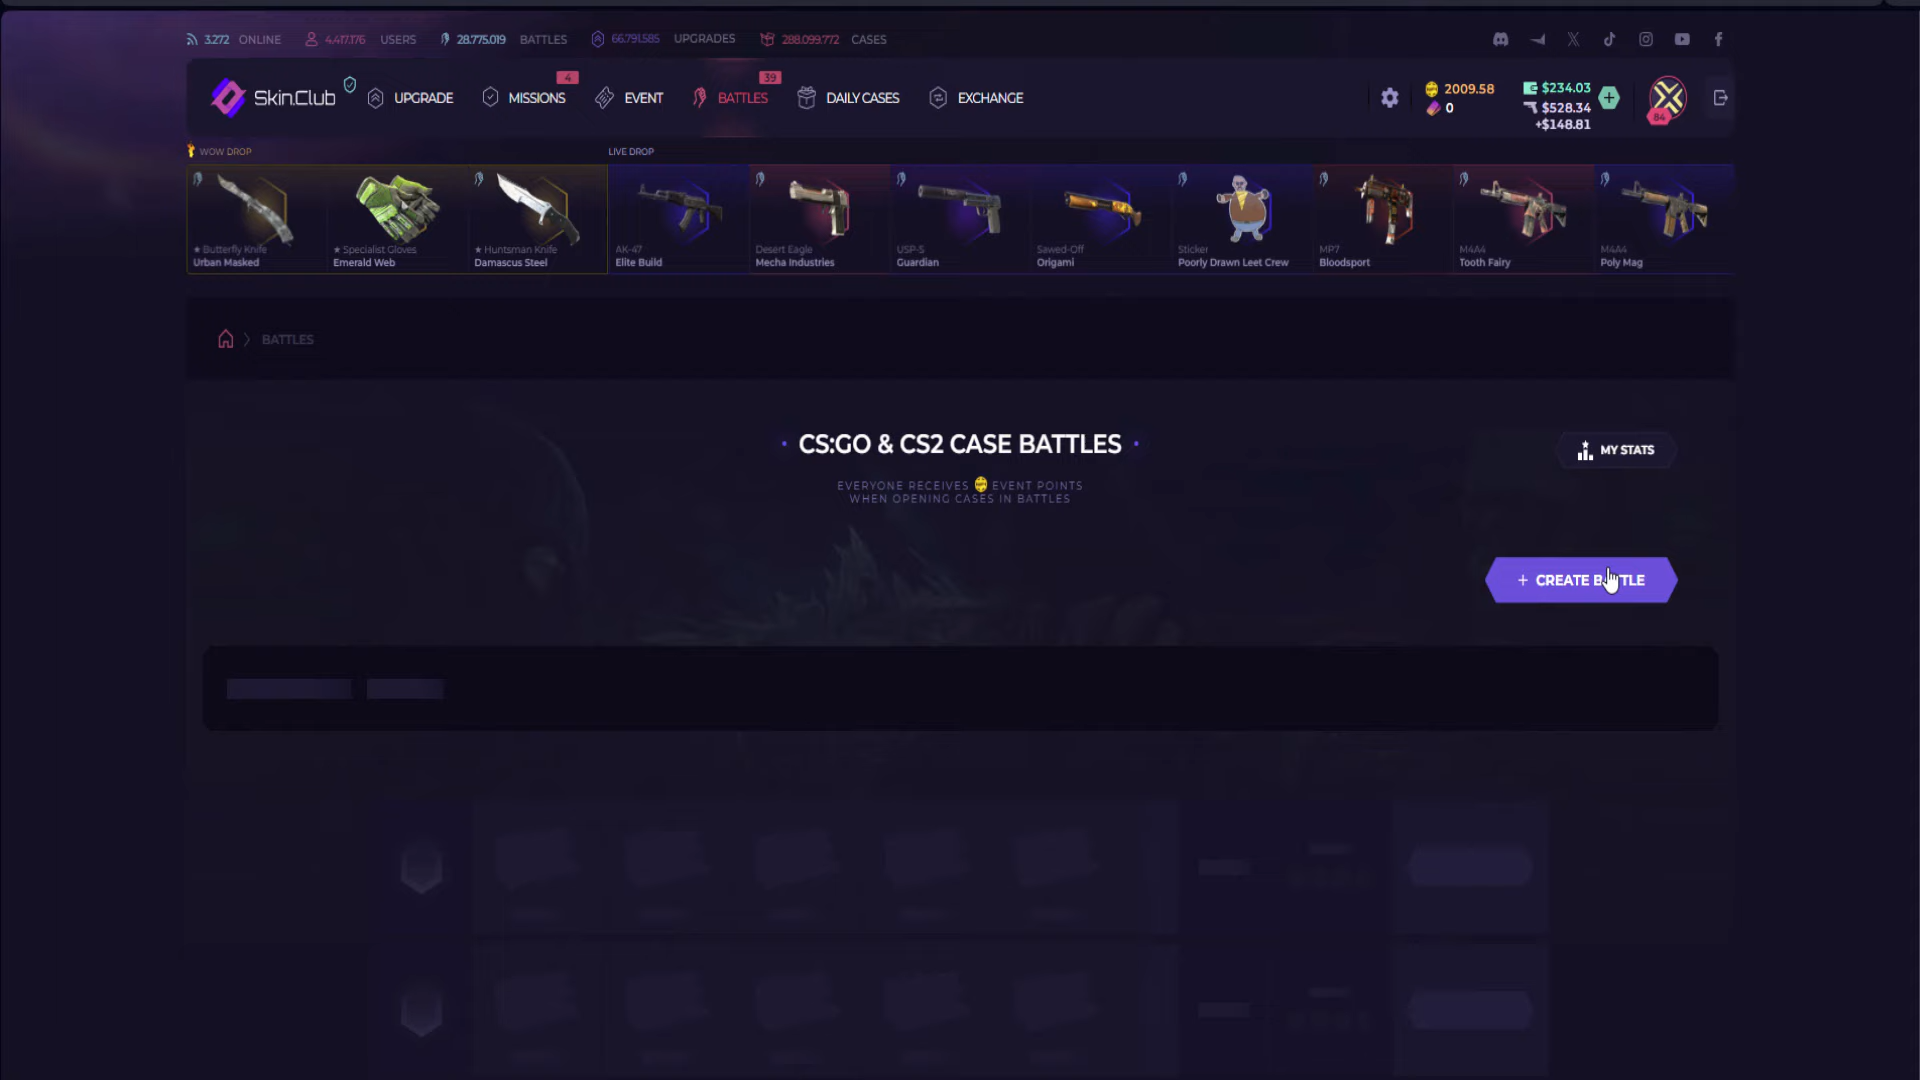 3.272 ONLINE 4.417.176 USERS 28.775.019 BATTLES 66.791.585 UPGRADES 288.099.772 CASES
Skin.Club UPGRADE 4 MISSIONS EVENT 39 BATTLES DAILY CASES EXCHANGE
2009.58
0
$234.03
$528.34
+$148.81
84
WOW DROP LIVE DROP
★ Butterfly Knife
Urban Masked
★ Specialist Gloves
Emerald Web
★ Huntsman Knife
Damascus Steel
AK-47
Elite Build
Desert Eagle
Mecha Industries
USP-S
Guardian
Sawed-Off
Origami
Sticker
Poorly Drawn Leet Crew
MP7
Bloodsport
M4A4
Tooth Fairy
M4A4
Poly Mag
BATTLES
CS:GO & CS2 CASE BATTLES
MY STATS
EVERYONE RECEIVES EVENT POINTS
WHEN OPENING CASES IN BATTLES
+ CREATE BATTLE